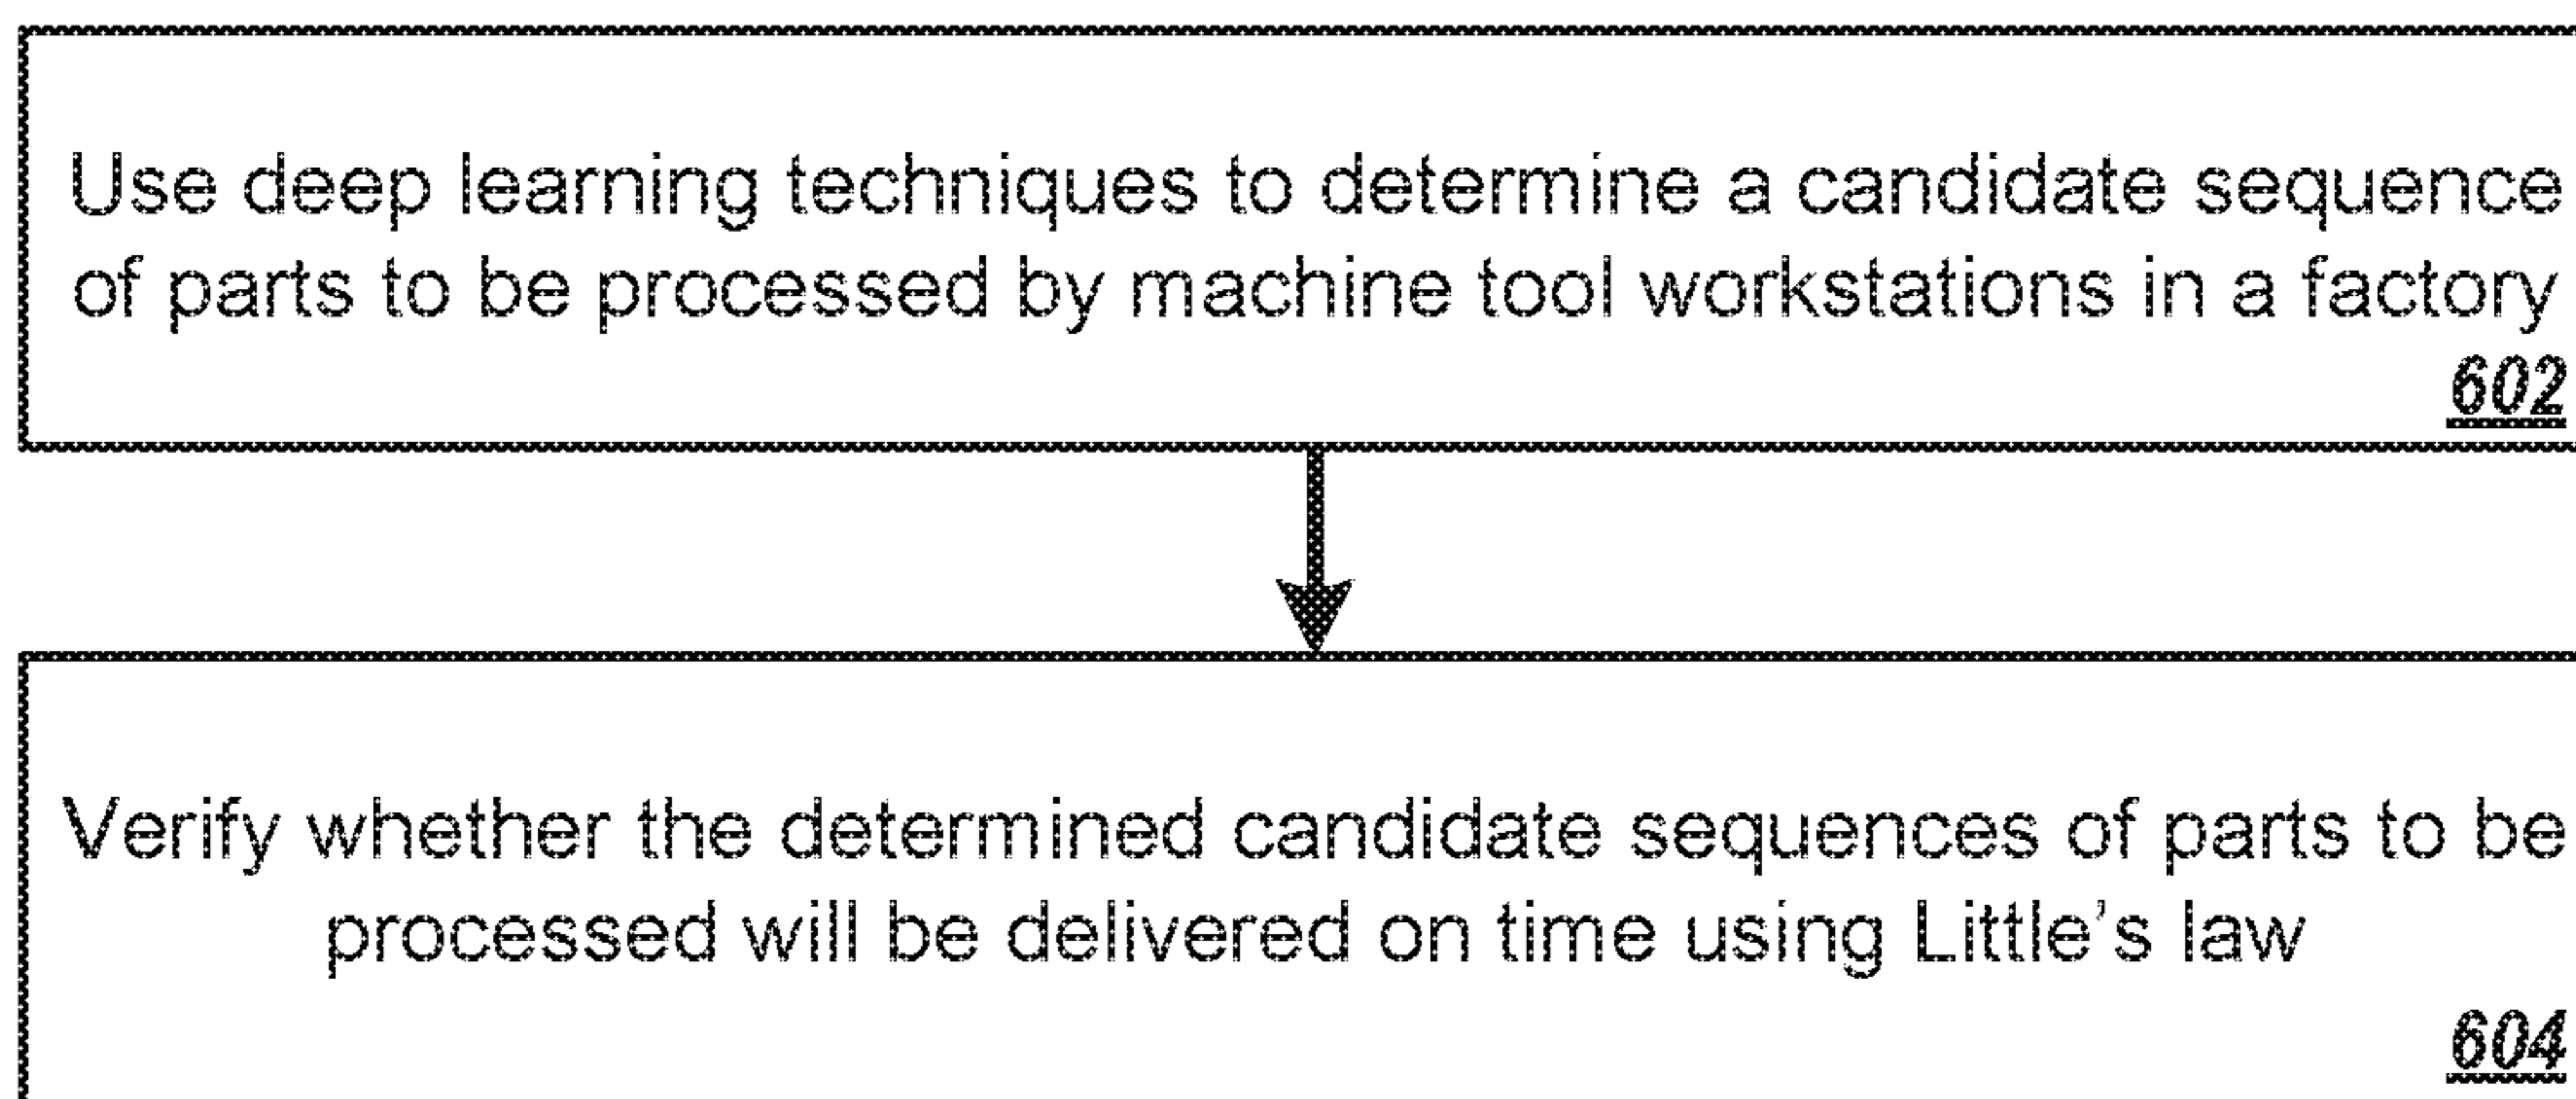 Use deep learning techniques to determine a candidate sequence
of parts to be processed by machine tool workstations in a factory
602
Verify whether the determined candidate sequences of parts to be
processed will be delivered on time using Little’s law
604